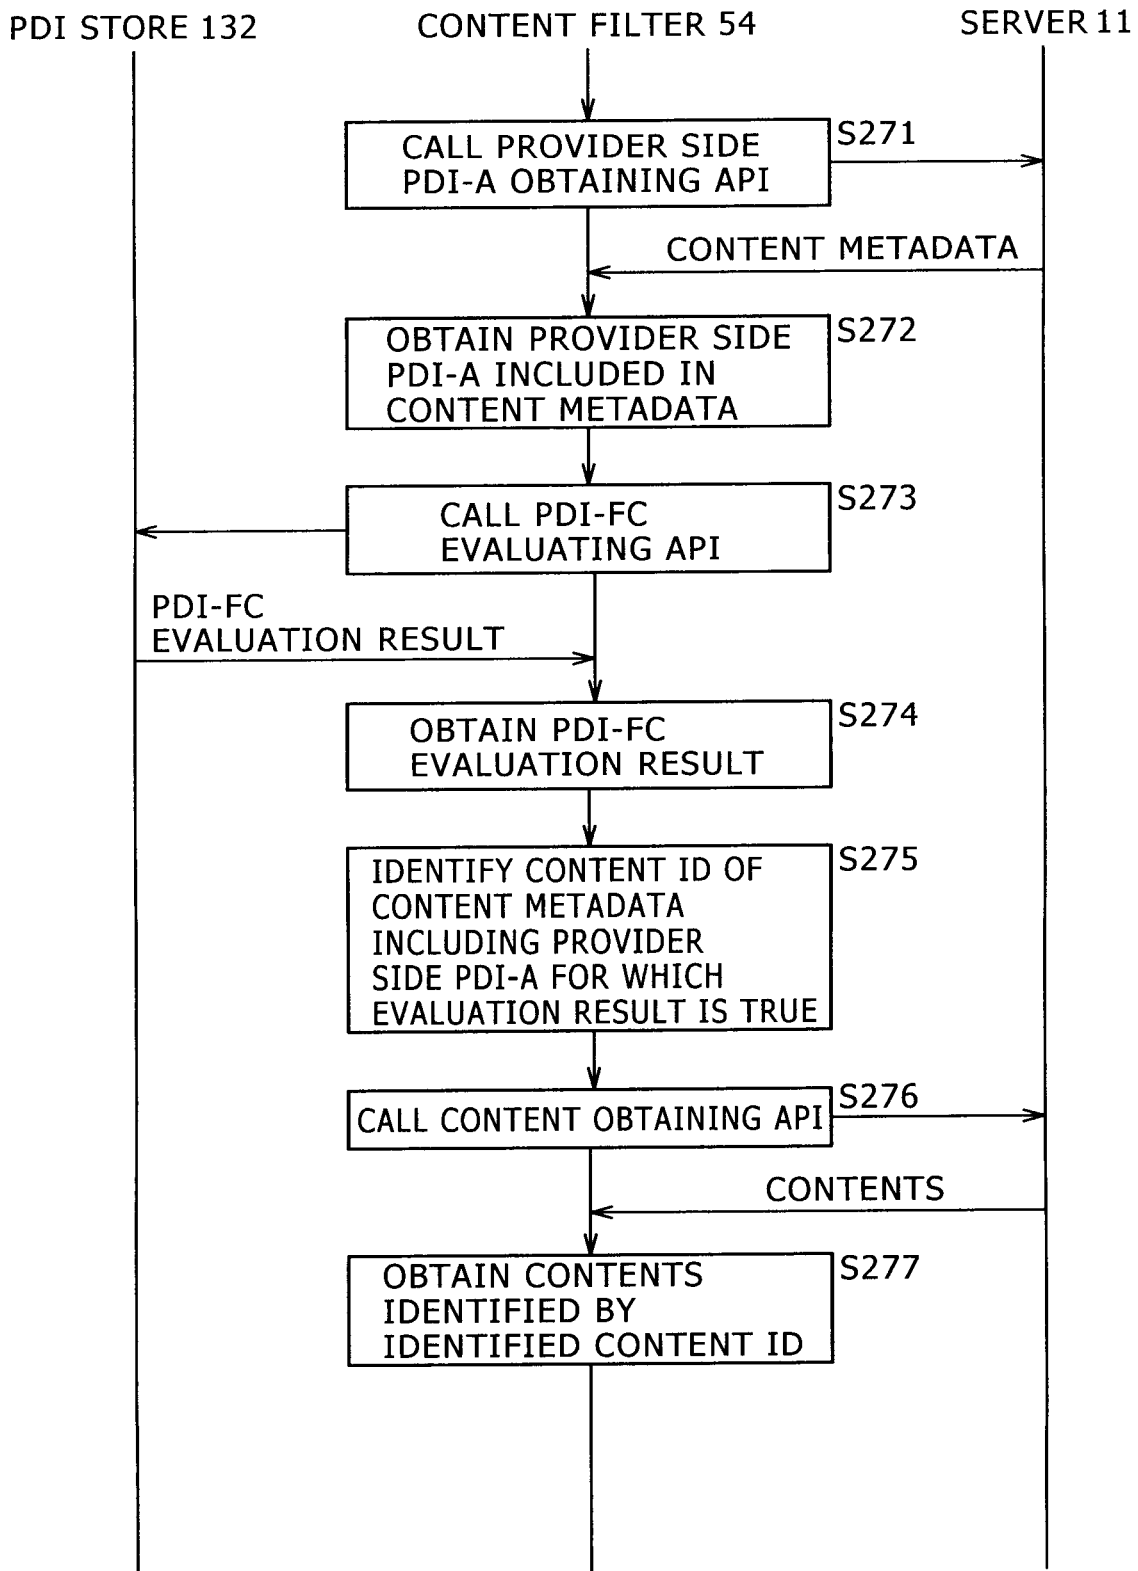 PDI STORE 132
CONTENT FILTER 54
SERVER 11
CALL PROVIDER SIDE
PDI-A OBTAINING API
S271
CONTENT METADATA
OBTAIN PROVIDER SIDE
PDI-A INCLUDED IN
CONTENT METADATA
S272
CALL PDI-FC
EVALUATING API
S273
PDI-FC
EVALUATION RESULT
OBTAIN PDI-FC
EVALUATION RESULT
S274
IDENTIFY CONTENT ID OF
CONTENT METADATA
INCLUDING PROVIDER
SIDE PDI-A FOR WHICH
EVALUATION RESULT IS TRUE
S275
CALL CONTENT OBTAINING API
S276
CONTENTS
OBTAIN CONTENTS
IDENTIFIED BY
IDENTIFIED CONTENT ID
S277